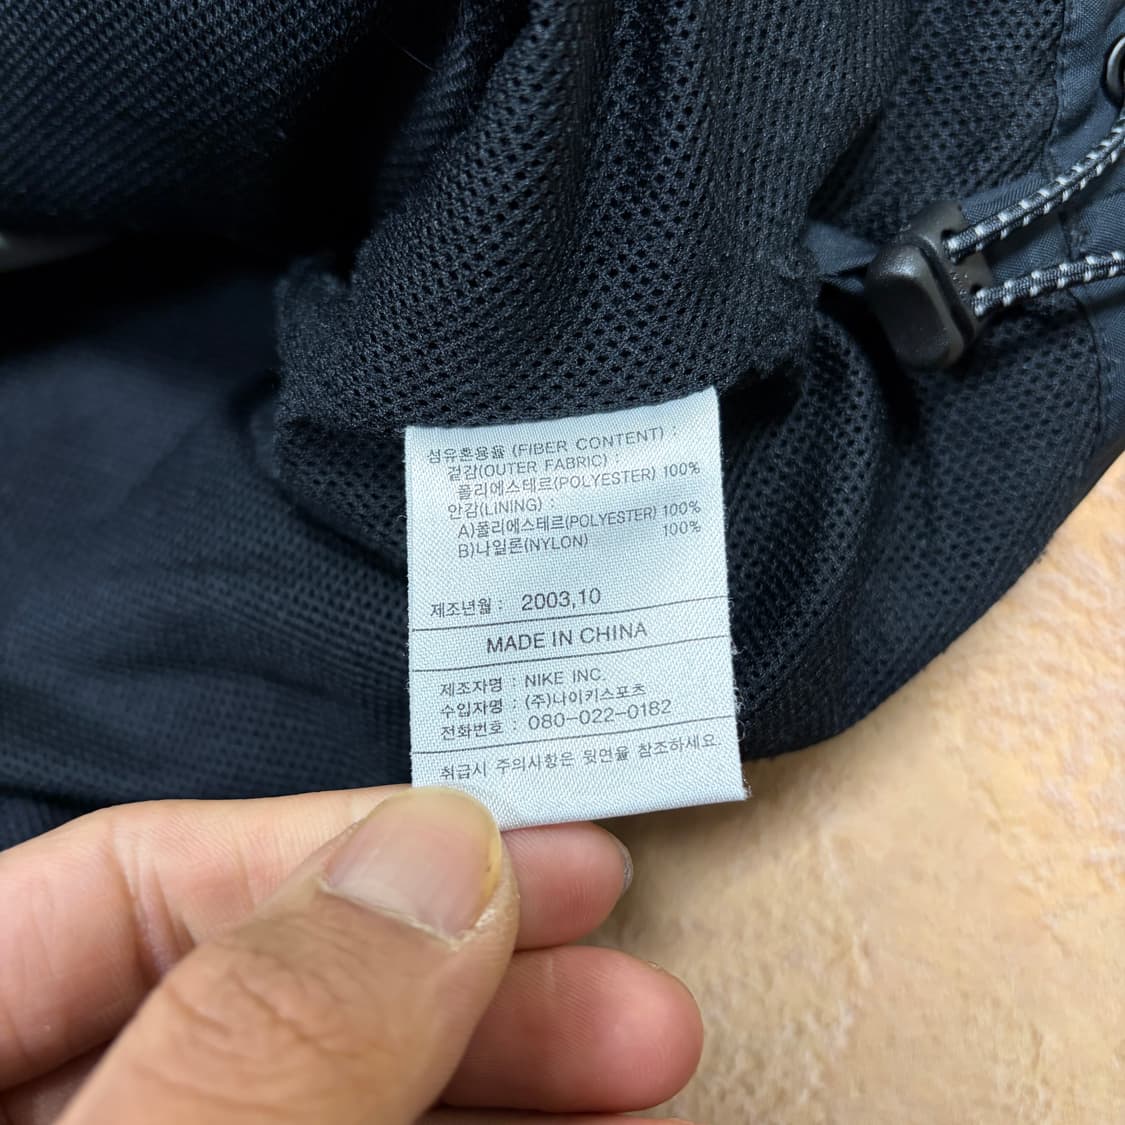 섬유혼용율 (FIBER CONTENT) :
겉감(OUTER FABRIC) :
폴리에스테르(POLYESTER) 100%
안감(LINING) :
A)폴리에스테르(POLYESTER) 100%
B)나일론(NYLON) 100%
제조년월 : 2003,10
MADE IN CHINA
제조자명 : NIKE INC.
수입자명 : (주)나이키스포츠
전화번호 : 080-022-0182
취급시 주의사항은 뒷면을 참조하세요.